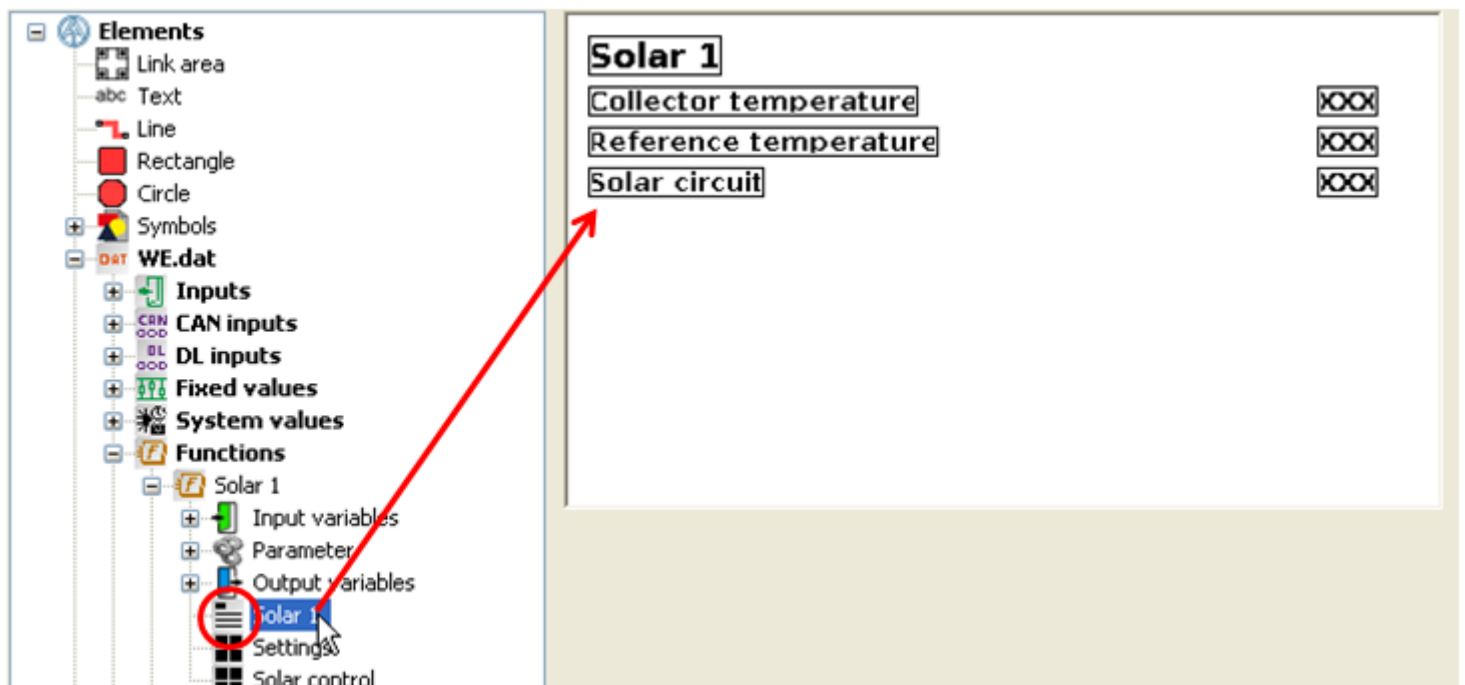 Elements
Link area
abc Text
Line
Rectangle
Circle
Symbols
DAT WE.dat
Inputs
CAN inputs
DL inputs
Fixed values
System values
Functions
Solar 1
Input variables
Parameter
Output variables
Solar 1
Settings
Solar control
Solar 1
Collector temperature XXX
Reference temperature XXX
Solar circuit XXX